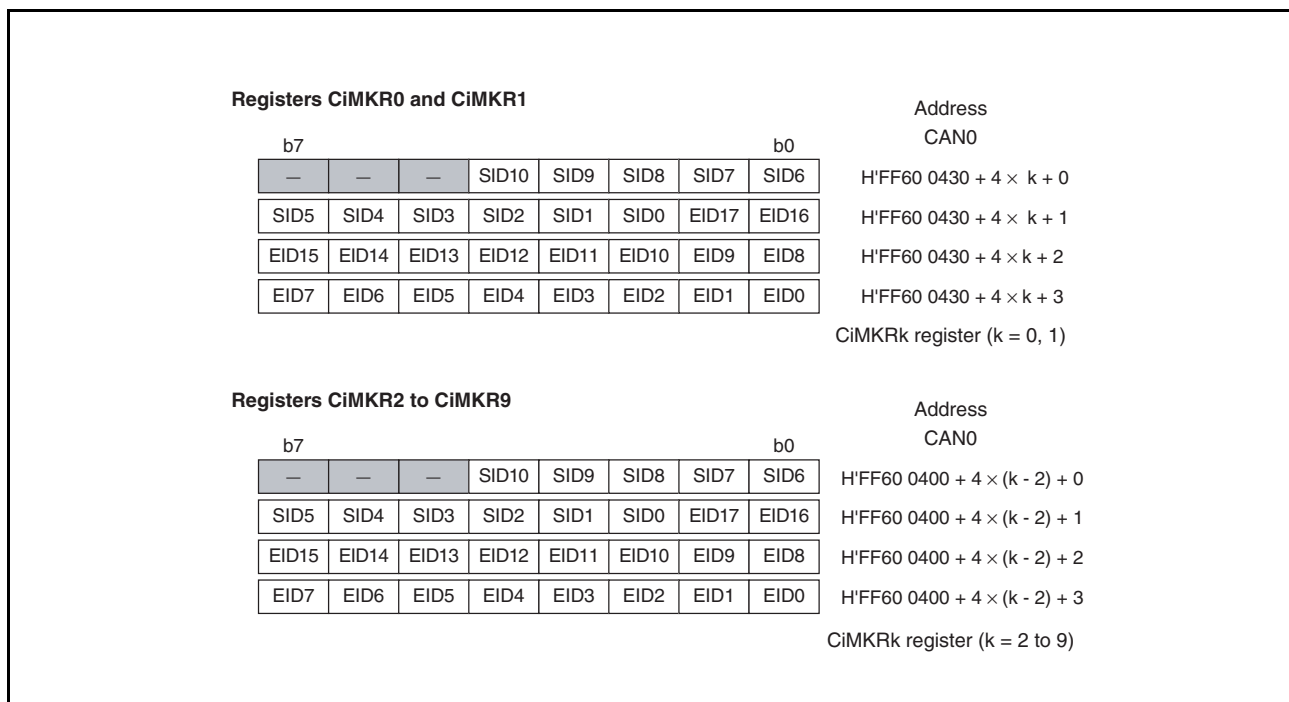 Registers CiMKR0 and CiMKR1
Address
CAN0
b7 b0
— — — SID10 SID9 SID8 SID7 SID6 H'FF60 0430 + 4 × k + 0
SID5 SID4 SID3 SID2 SID1 SID0 EID17 EID16 H'FF60 0430 + 4 × k + 1
EID15 EID14 EID13 EID12 EID11 EID10 EID9 EID8 H'FF60 0430 + 4 × k + 2
EID7 EID6 EID5 EID4 EID3 EID2 EID1 EID0 H'FF60 0430 + 4 × k + 3
CiMKRk register (k = 0, 1)
Registers CiMKR2 to CiMKR9
Address
CAN0
b7 b0
— — — SID10 SID9 SID8 SID7 SID6 H'FF60 0400 + 4 × (k - 2) + 0
SID5 SID4 SID3 SID2 SID1 SID0 EID17 EID16 H'FF60 0400 + 4 × (k - 2) + 1
EID15 EID14 EID13 EID12 EID11 EID10 EID9 EID8 H'FF60 0400 + 4 × (k - 2) + 2
EID7 EID6 EID5 EID4 EID3 EID2 EID1 EID0 H'FF60 0400 + 4 × (k - 2) + 3
CiMKRk register (k = 2 to 9)